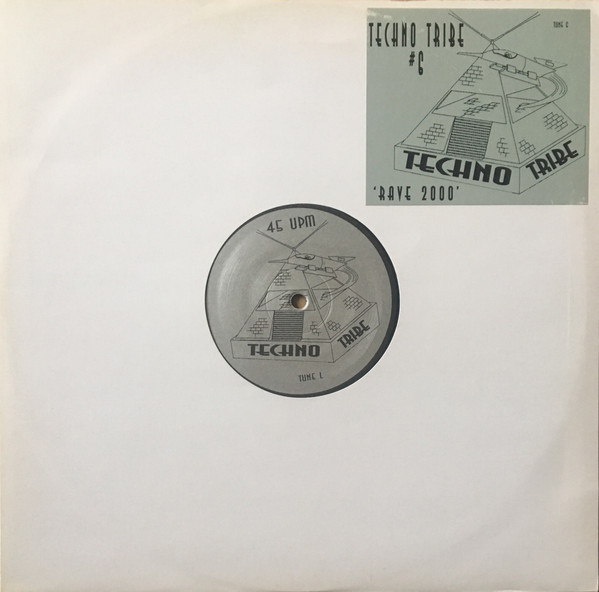 TECHNO TRIBE
#6
TUNE 6
TECHNO TRIBE
'RAVE 2000'
45 UPM
TECHNO TRIBE
TUNE 1